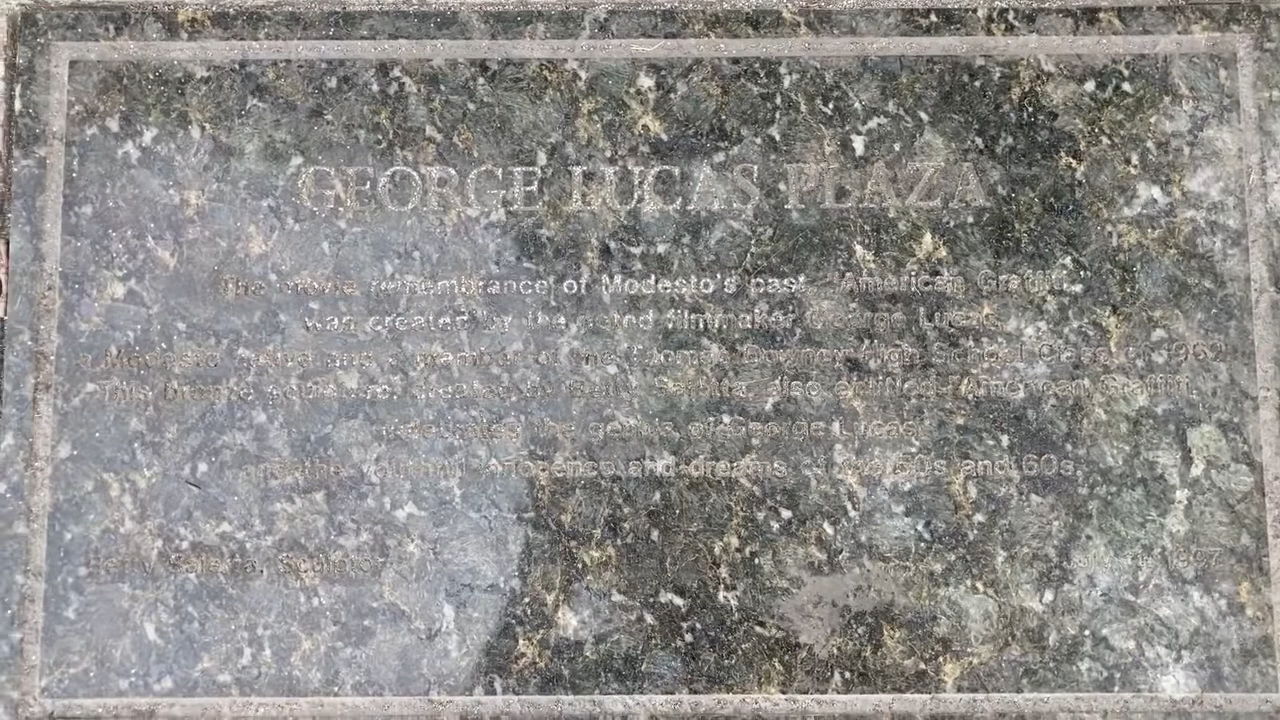 GEORGE LUCAS PLAZA
The movie remembrance of Modesto's past, "American Graffiti",
was created by the noted filmmaker George Lucas
a Modesto native and a member of the Thomas Downey High School Class of 1962.
This bronze sculpture, created by Betty Saletta, also entitled "American Graffiti",
celebrates the genius of George Lucas
and the youthful innocence and dreams of the 50s and 60s.
Betty Saletta, Sculptor
1997